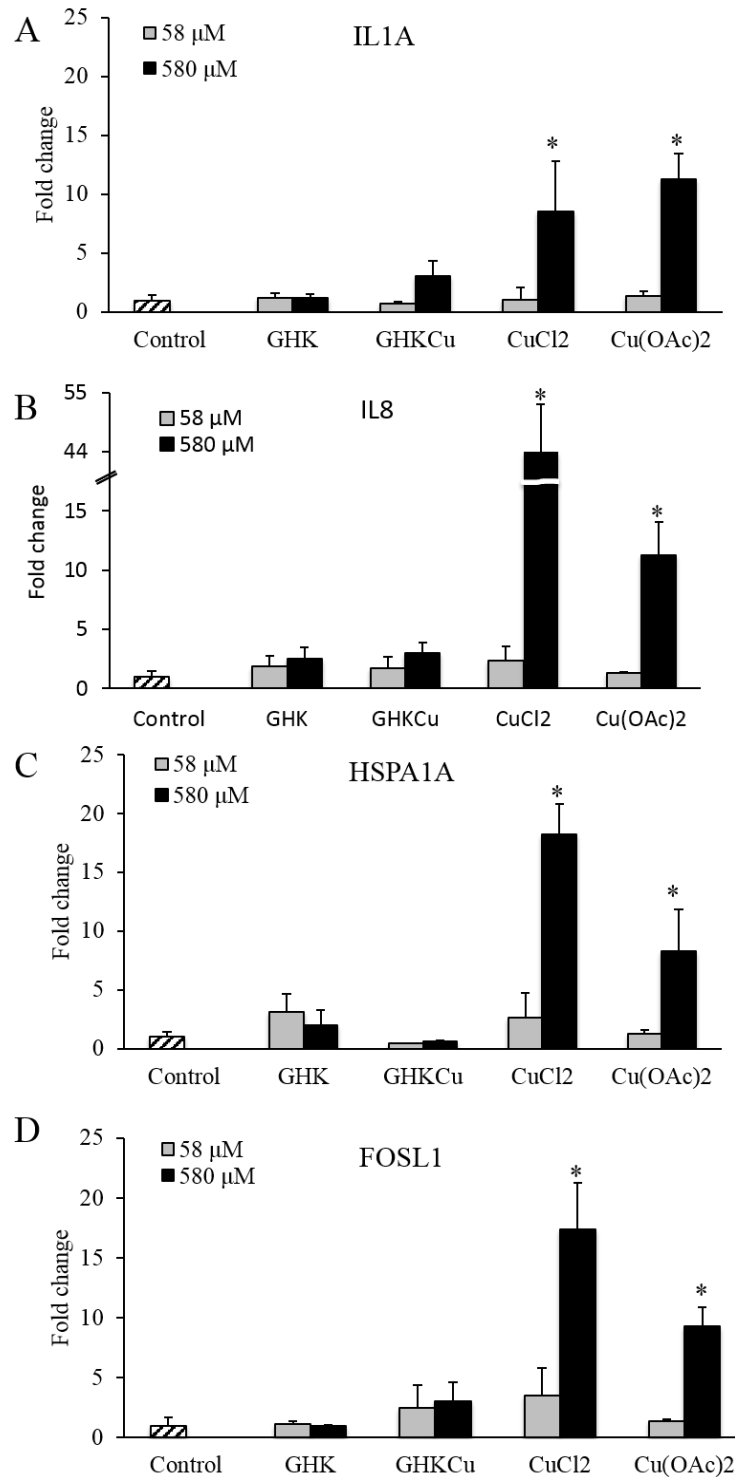 A
IL1A
58 μM
580 μM
Fold change
25
20
15
10
5
0
*
*
Control GHK GHKCu CuCl2 Cu(OAc)2
B
IL8
58 μM
580 μM
Fold change
55
44
15
10
5
0
*
*
Control GHK GHKCu CuCl2 Cu(OAc)2
C
HSPA1A
58 μM
580 μM
Fold change
25
20
15
10
5
0
*
*
Control GHK GHKCu CuCl2 Cu(OAc)2
D
FOSL1
58 μM
580 μM
Fold change
25
20
15
10
5
0
*
*
Control GHK GHKCu CuCl2 Cu(OAc)2